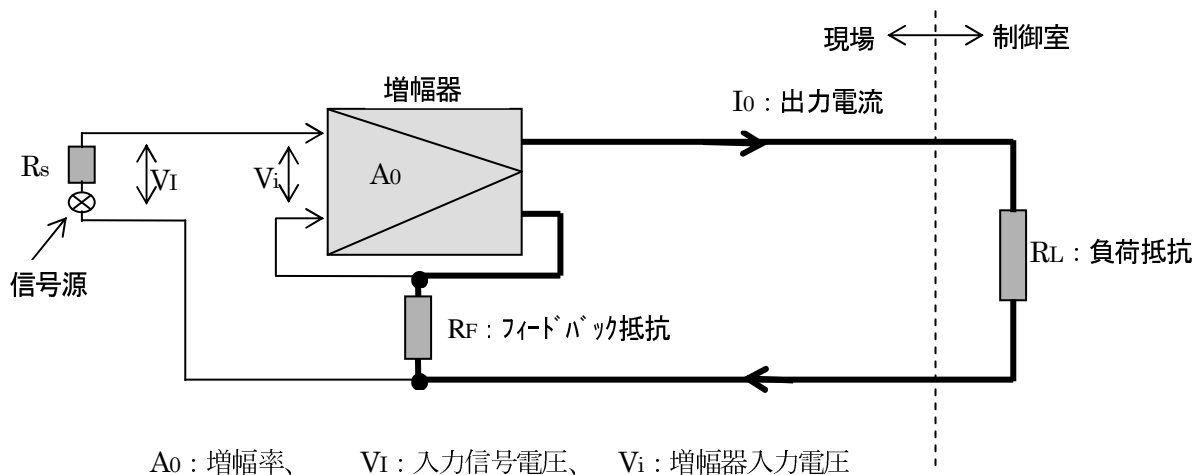 現場
制御室
増幅器
I0：出力電流
Rs
VI
Vi
A0
信号源
RL：負荷抵抗
RF：ﾌｨｰﾄﾞﾊﾞｯｸ抵抗
A0：増幅率、 VI：入力信号電圧、 Vi：増幅器入力電圧